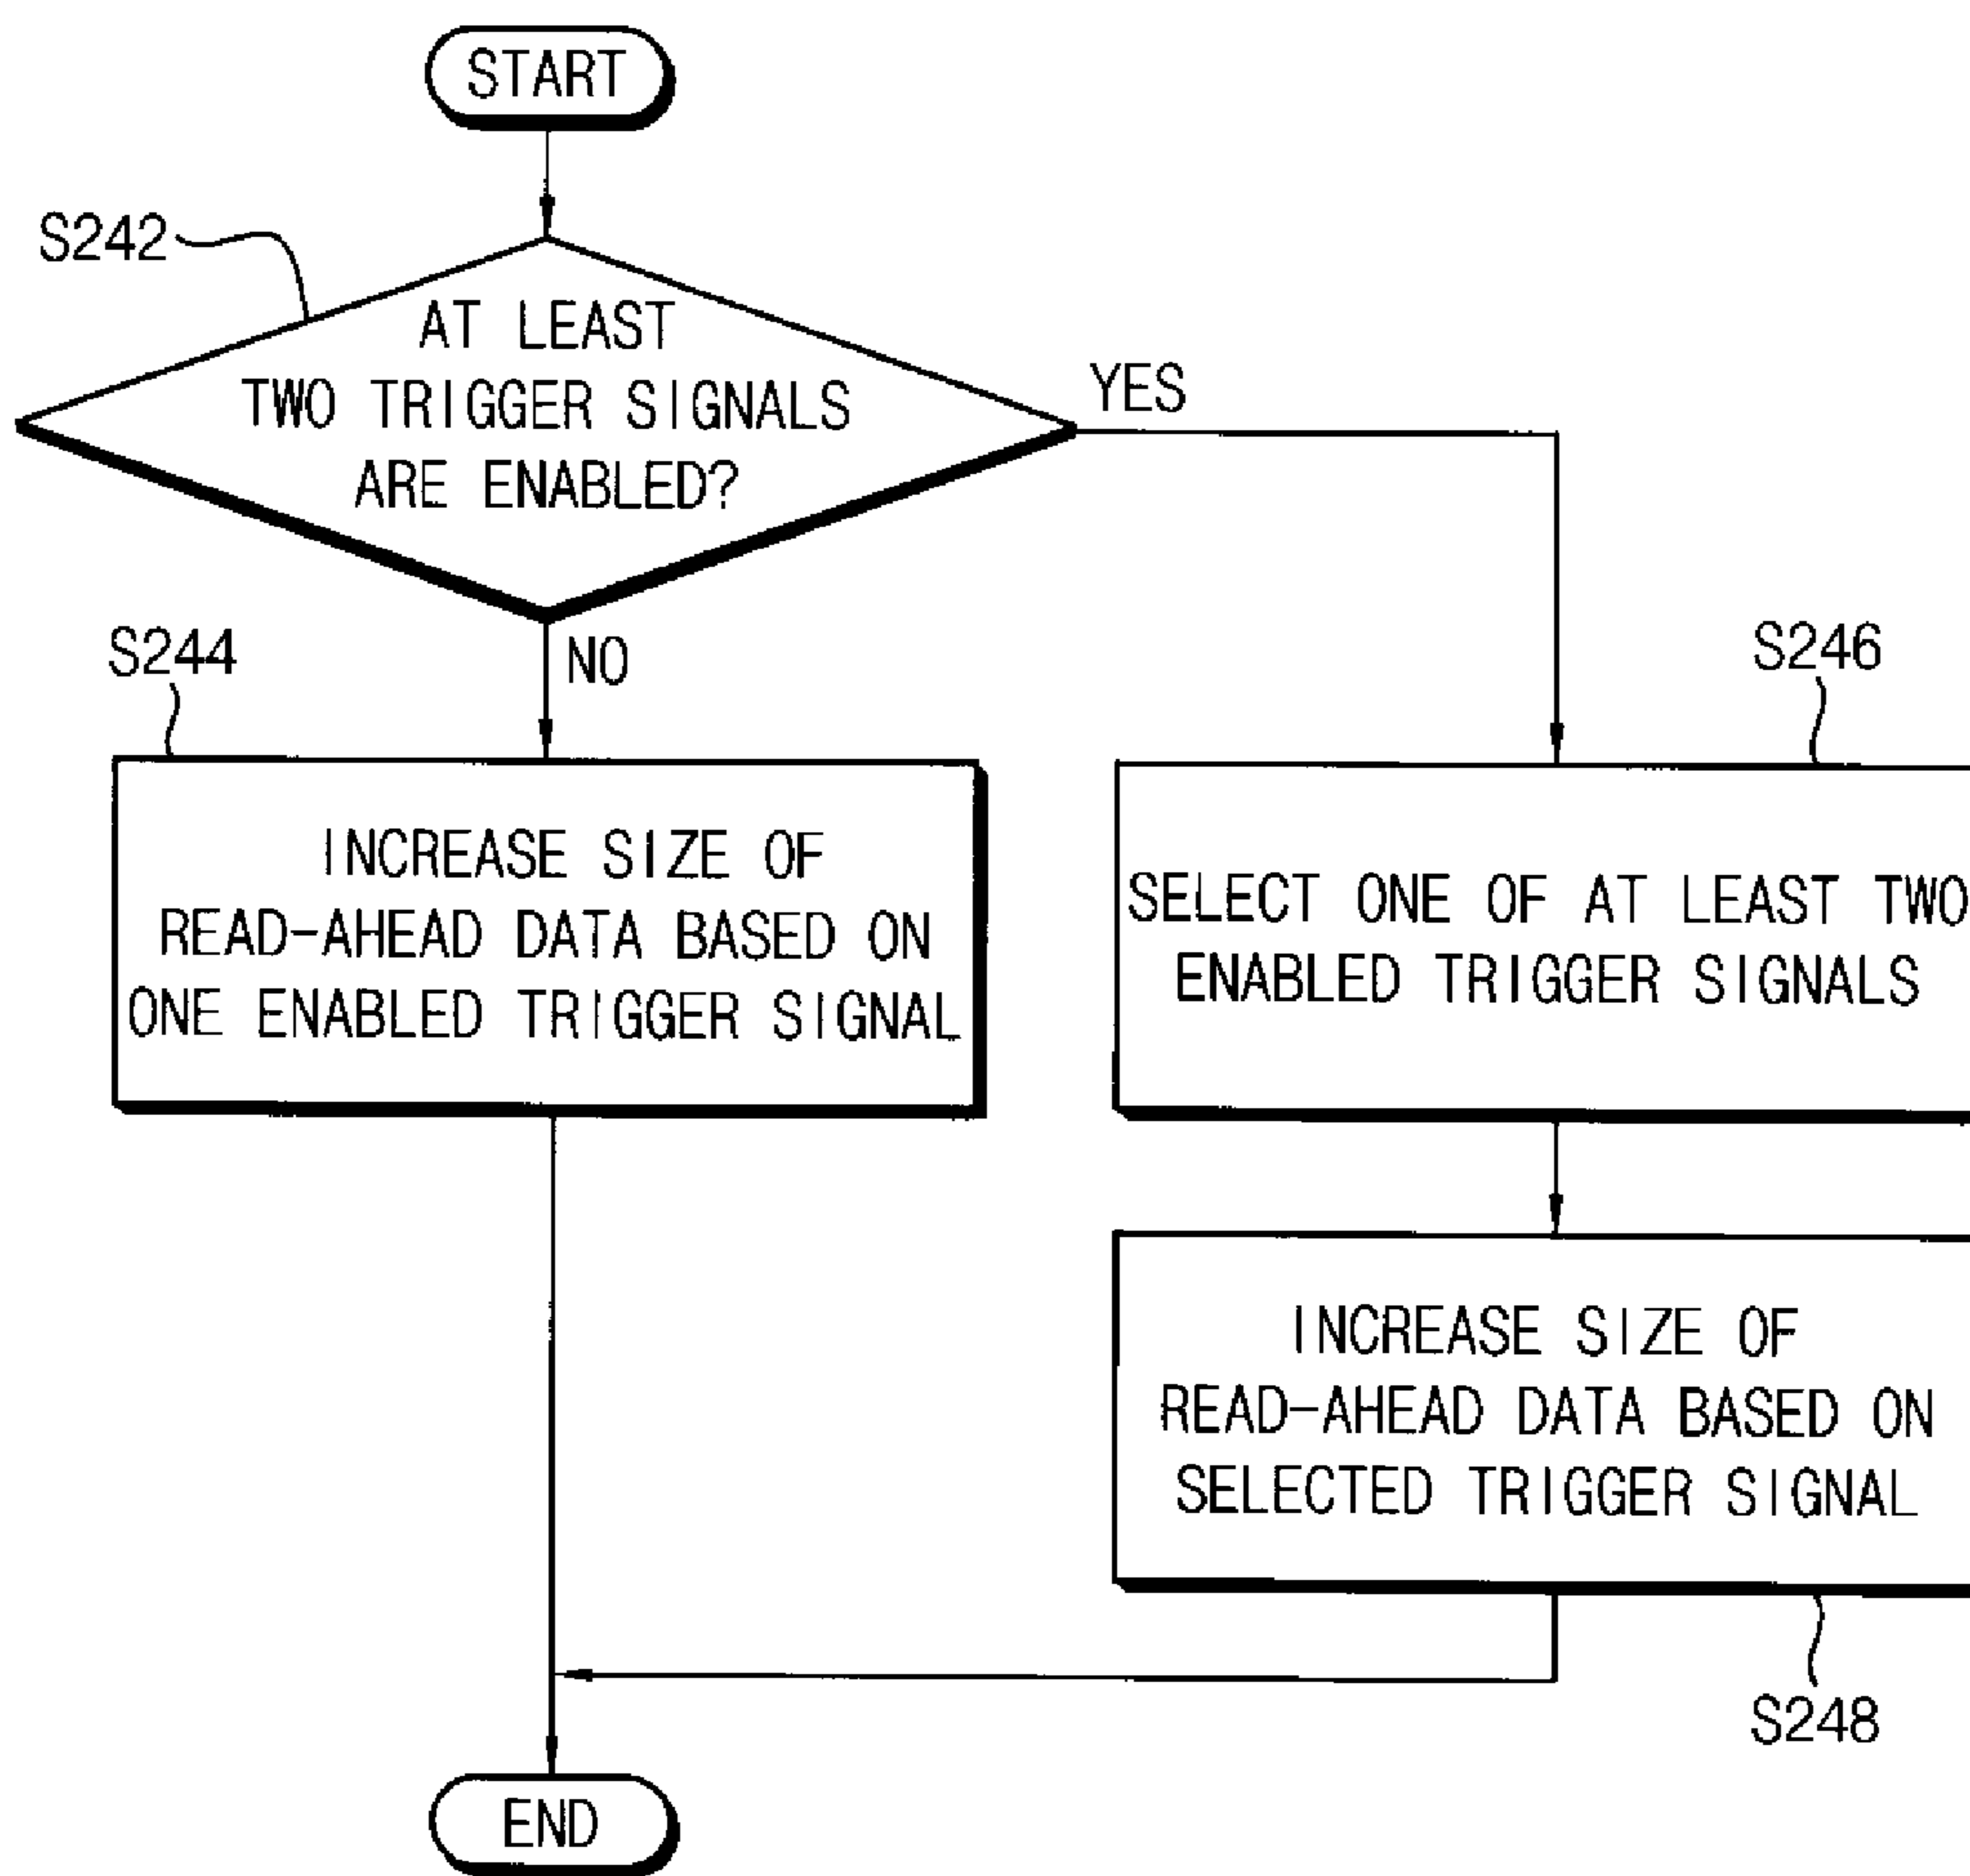 START
S242
AT LEAST
TWO TRIGGER SIGNALS
ARE ENABLED?
YES
NO
S244
INCREASE SIZE OF
READ-AHEAD DATA BASED ON
ONE ENABLED TRIGGER SIGNAL
S246
SELECT ONE OF AT LEAST TWO
ENABLED TRIGGER SIGNALS
INCREASE SIZE OF
READ-AHEAD DATA BASED ON
SELECTED TRIGGER SIGNAL
S248
END